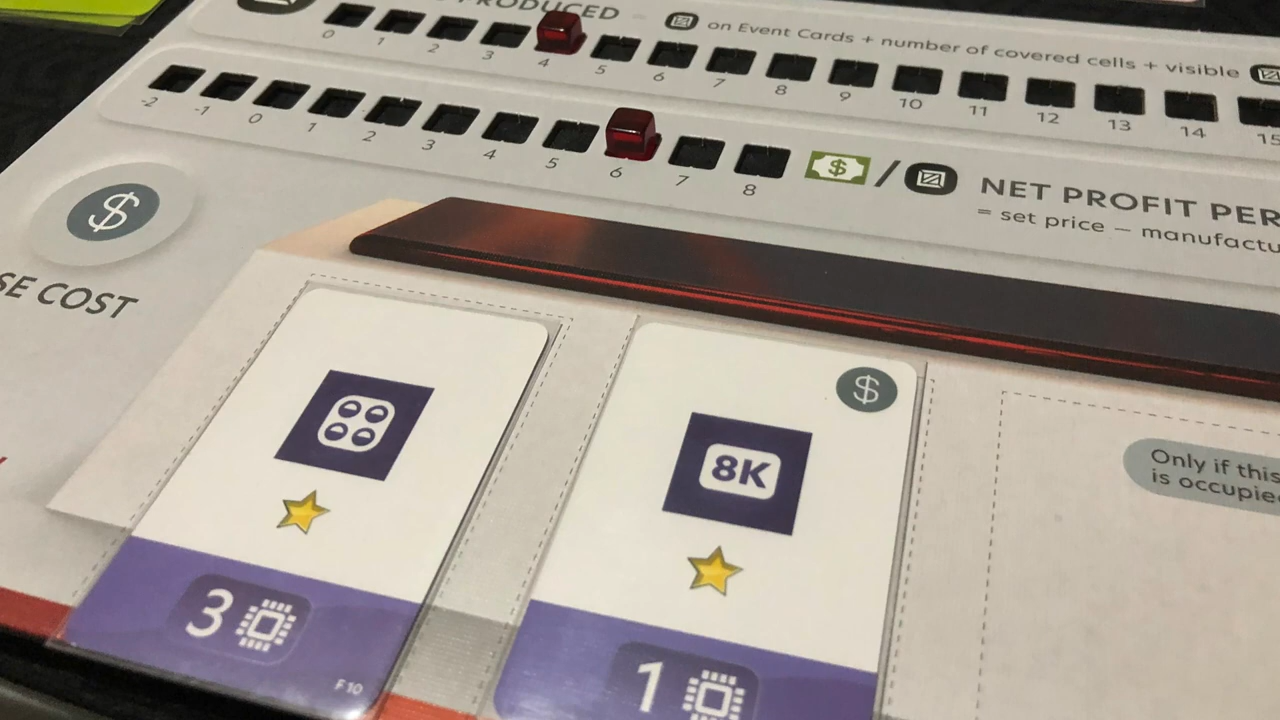 PRODUCED = on Event Cards + number of covered cells + visible
0 1 2 3 4 5 6 7 8 9 10 11 12 13 14 15
-2 -1 0 1 2 3 4 5 6 7 8
$ / NET PROFIT PER
= set price – manufactu
$
SE COST
$
8K
Only if this
is occupie
3
1
F 10